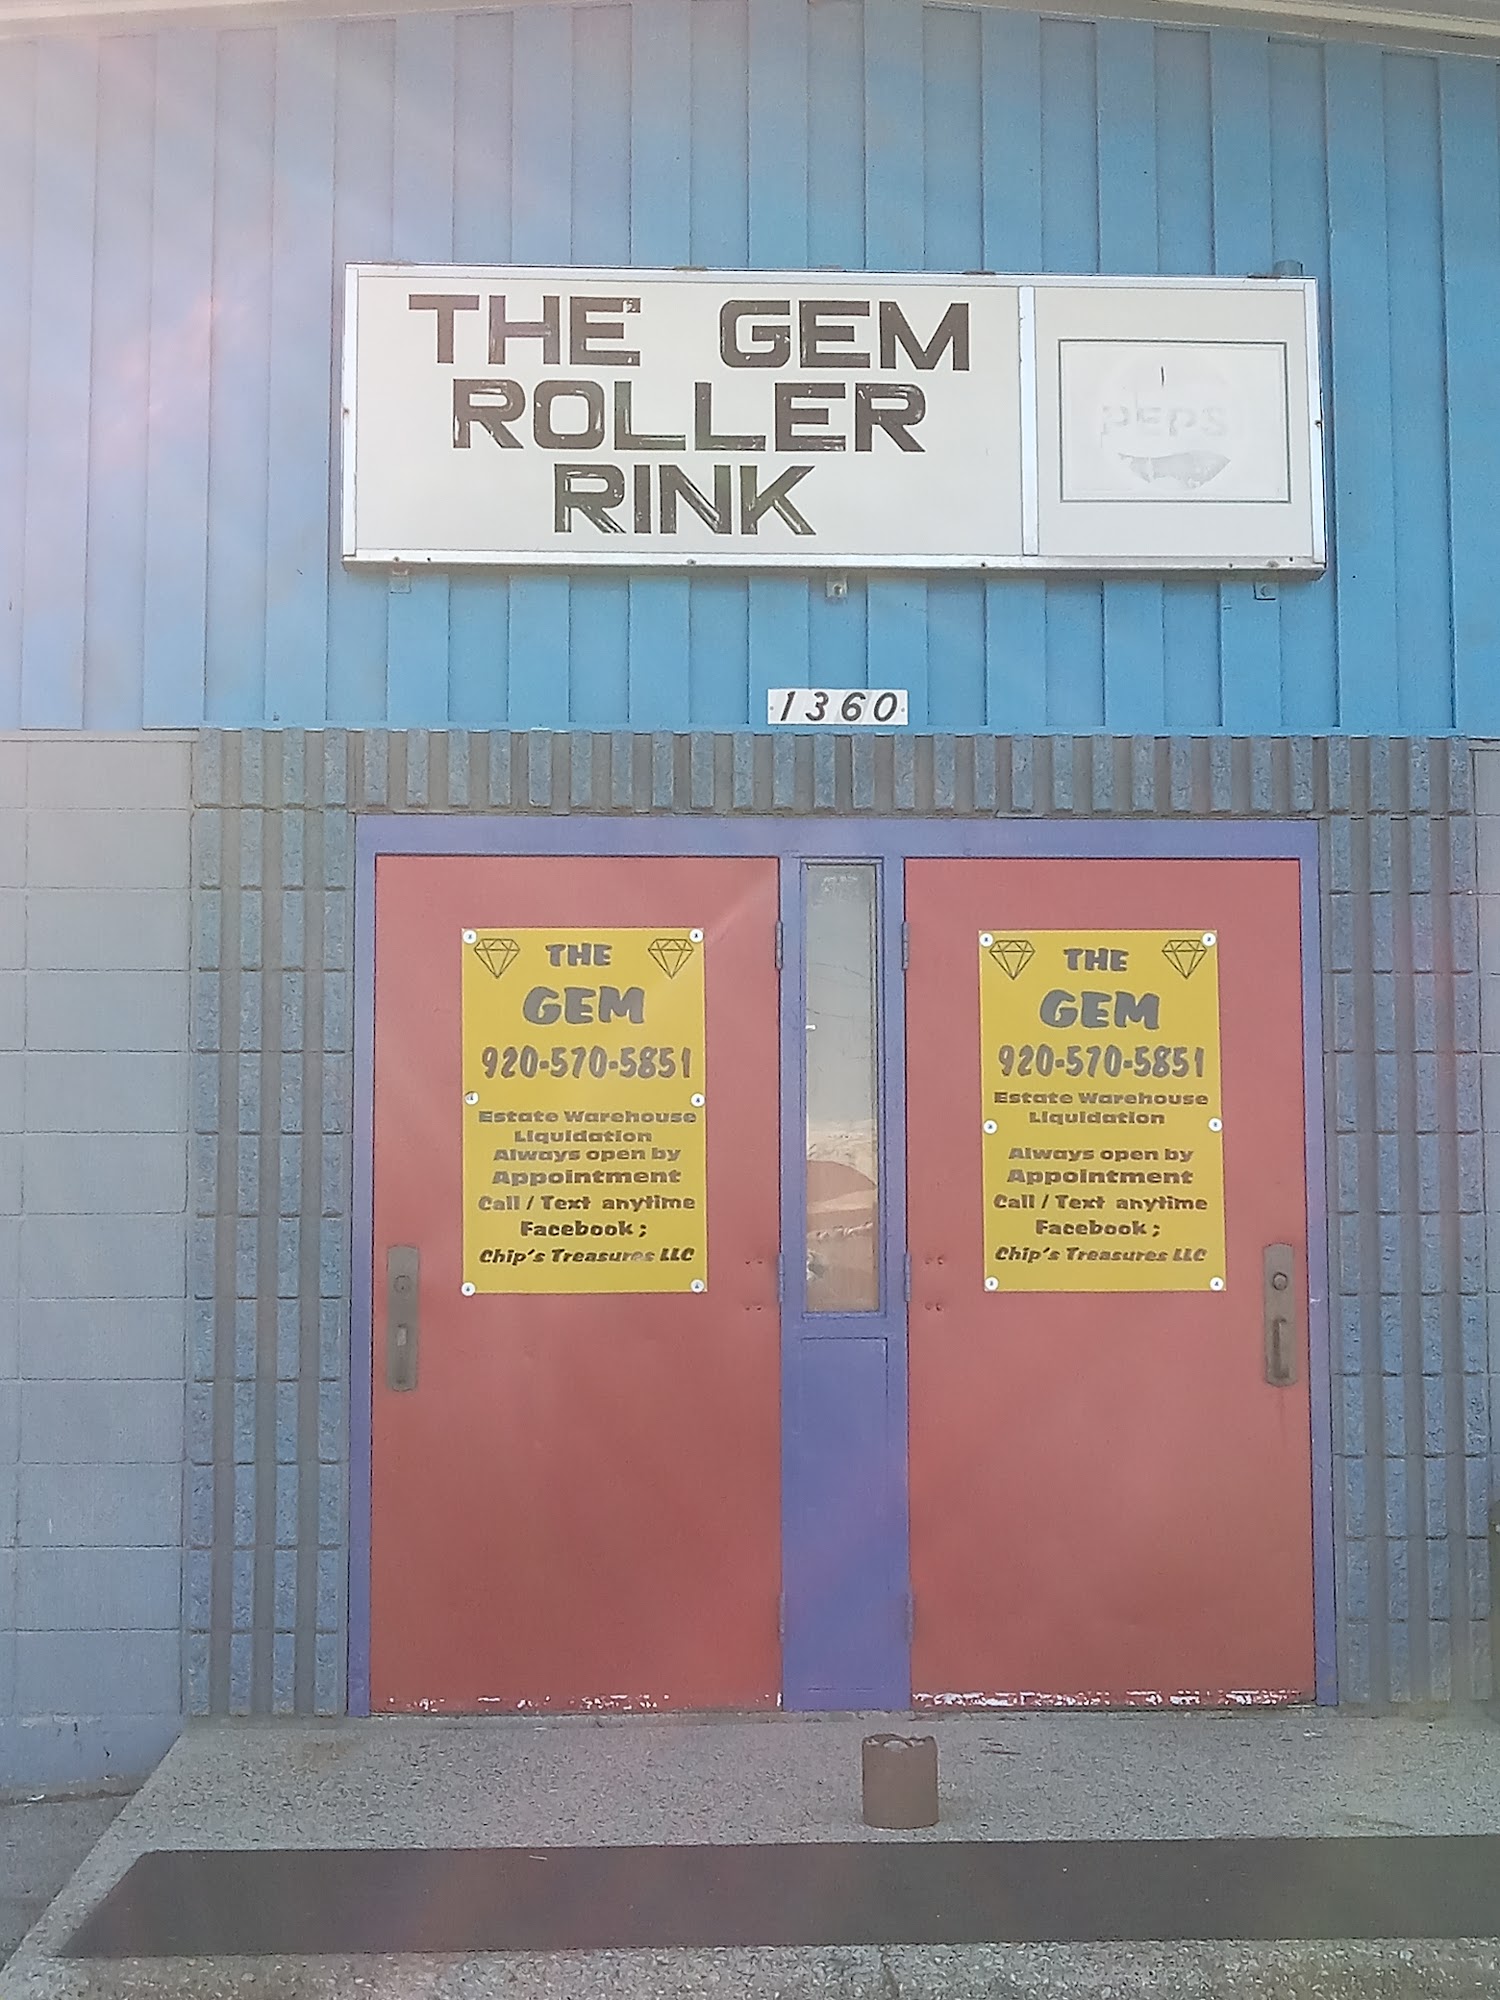 THE GEM
ROLLER
RINK
PEPS
1360
THE
GEM
920-570-5851
Estate Warehouse
Liquidation
Always open by
Appointment
Call / Text anytime
Facebook ;
Chip's Treasures LLC
THE
GEM
920-570-5851
Estate Warehouse
Liquidation
Always open by
Appointment
Call / Text anytime
Facebook ;
Chip's Treasures LLC